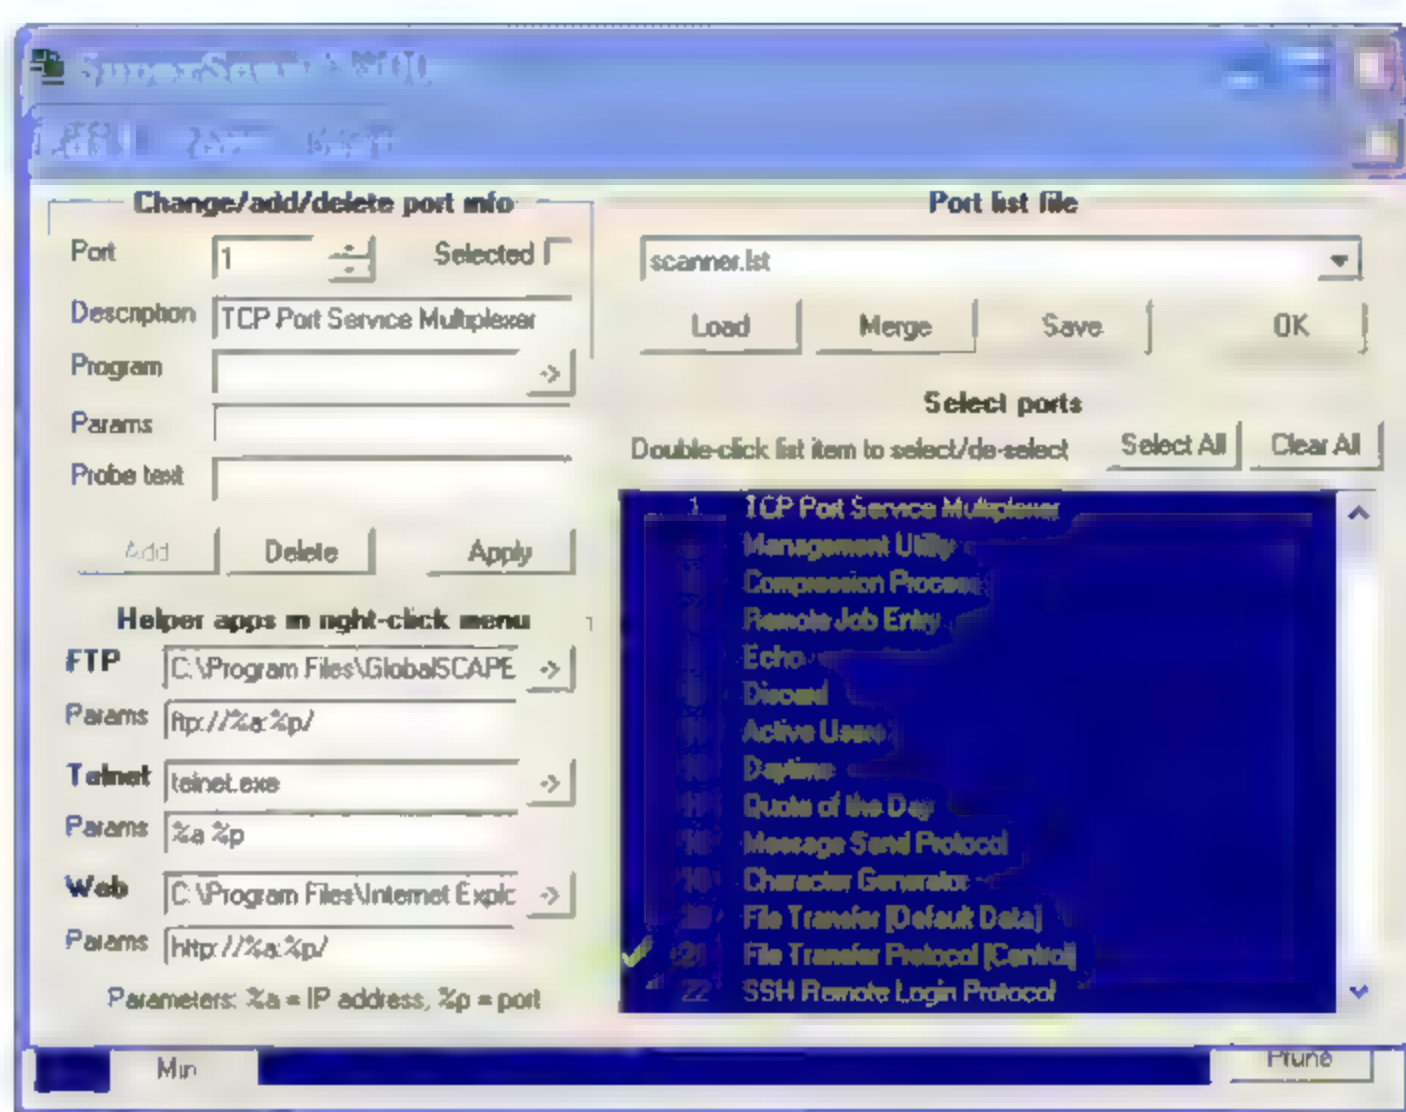 Change/add/delete port info
Port 1 Selected
Description TCP Port Service Multiplexer
Program ->
Params
Probe text
Add Delete Apply
Helper apps in right-click menu
FTP C:\Program Files\GlobalSCAPE ->
Params ftp://%a:%p/
Telnet telnet.exe ->
Params %a %p
Web C:\Program Files\Internet Explc ->
Params http://%a:%p/
Parameters: %a = IP address, %p = port
Port list file
scanner.lst
Load Merge Save OK
Select ports
Double-click list item to select/de-select Select All Clear All
1 TCP Port Service Multiplexer
Management Utility
Compression Process
Remote Job Entry
Echo
Discard
Active Users
Daytime
Quote of the Day
Message Send Protocol
Character Generator
File Transfer [Default Data]
21 File Transfer Protocol [Control]
22 SSH Remote Login Protocol
Min Prune